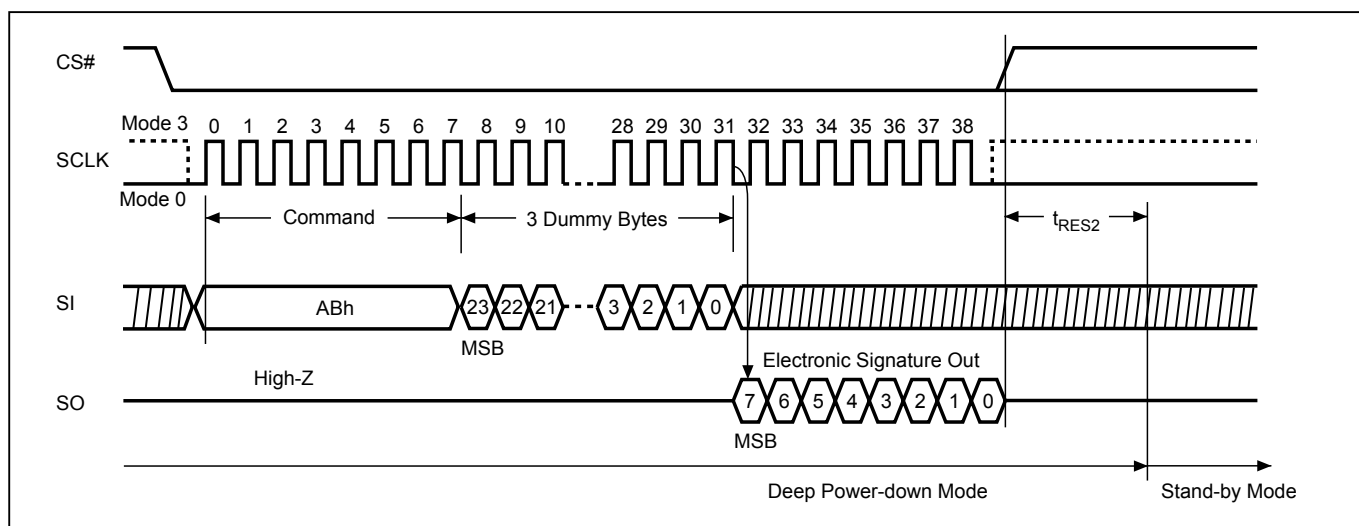 CS#
Mode 3 0 1 2 3 4 5 6 7 8 9 10 28 29 30 31 32 33 34 35 36 37 38
SCLK
Mode 0
Command 3 Dummy Bytes tRES2
SI ABh 23 22 21 3 2 1 0
MSB
Electronic Signature Out
High-Z
SO 7 6 5 4 3 2 1 0
MSB
Deep Power-down Mode Stand-by Mode